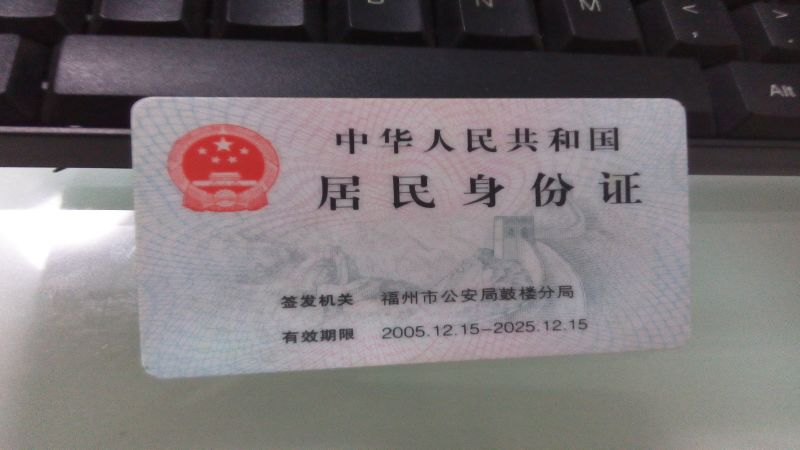 N
M
<
,
>
.
Alt
中华人民共和国
居民身份证
签发机关 福州市公安局鼓楼分局
有效期限 2005.12.15-2025.12.15